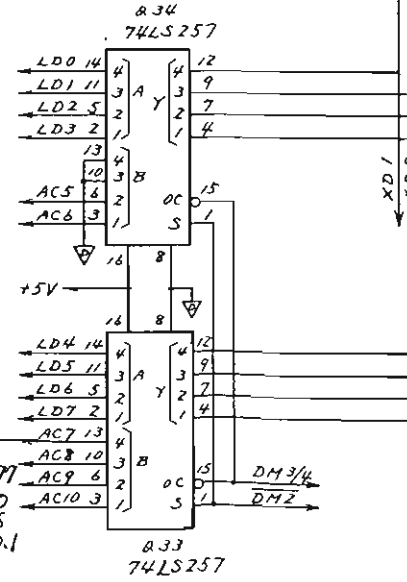 Q34
74LS257
LD0 14 4 A Y 4 12
LD1 11 3 3 9
LD2 5 2 2 7
LD3 2 1 1 4
13 4 B
10 3
AC5 6 2 OC 15
AC6 3 1 S 1
XD1
16 8
+5V
D
D
16 8
LD4 14 4 A Y 4 12
LD5 11 3 3 9
LD6 5 2 2 7
LD7 2 1 1 4
AC7 13 4 B
AC8 10 3
AC9 6 2 OC 15 DM3/4
AC10 3 1 S 1 DM2
Q33
74LS257